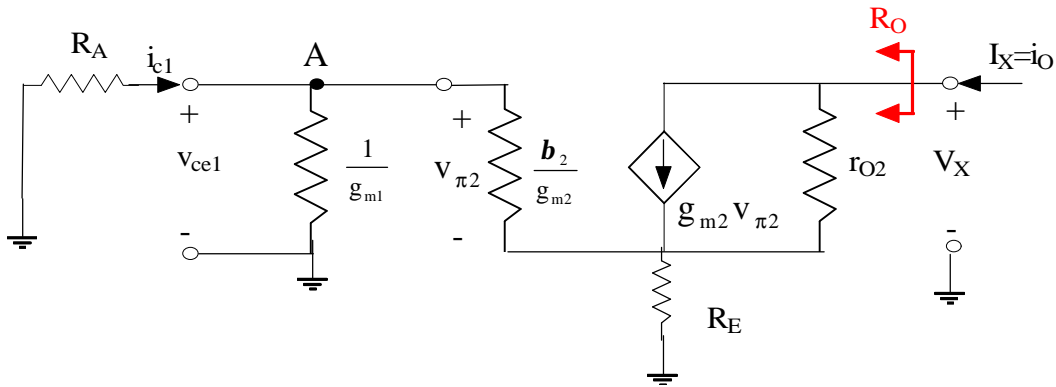 R_A
i_c1
A
R_O
I_X=i_O
+
v_ce1
-
1/g_m1
+
v_π2
-
b_2/g_m2
g_m2 v_π2
r_O2
+
V_X
-
R_E